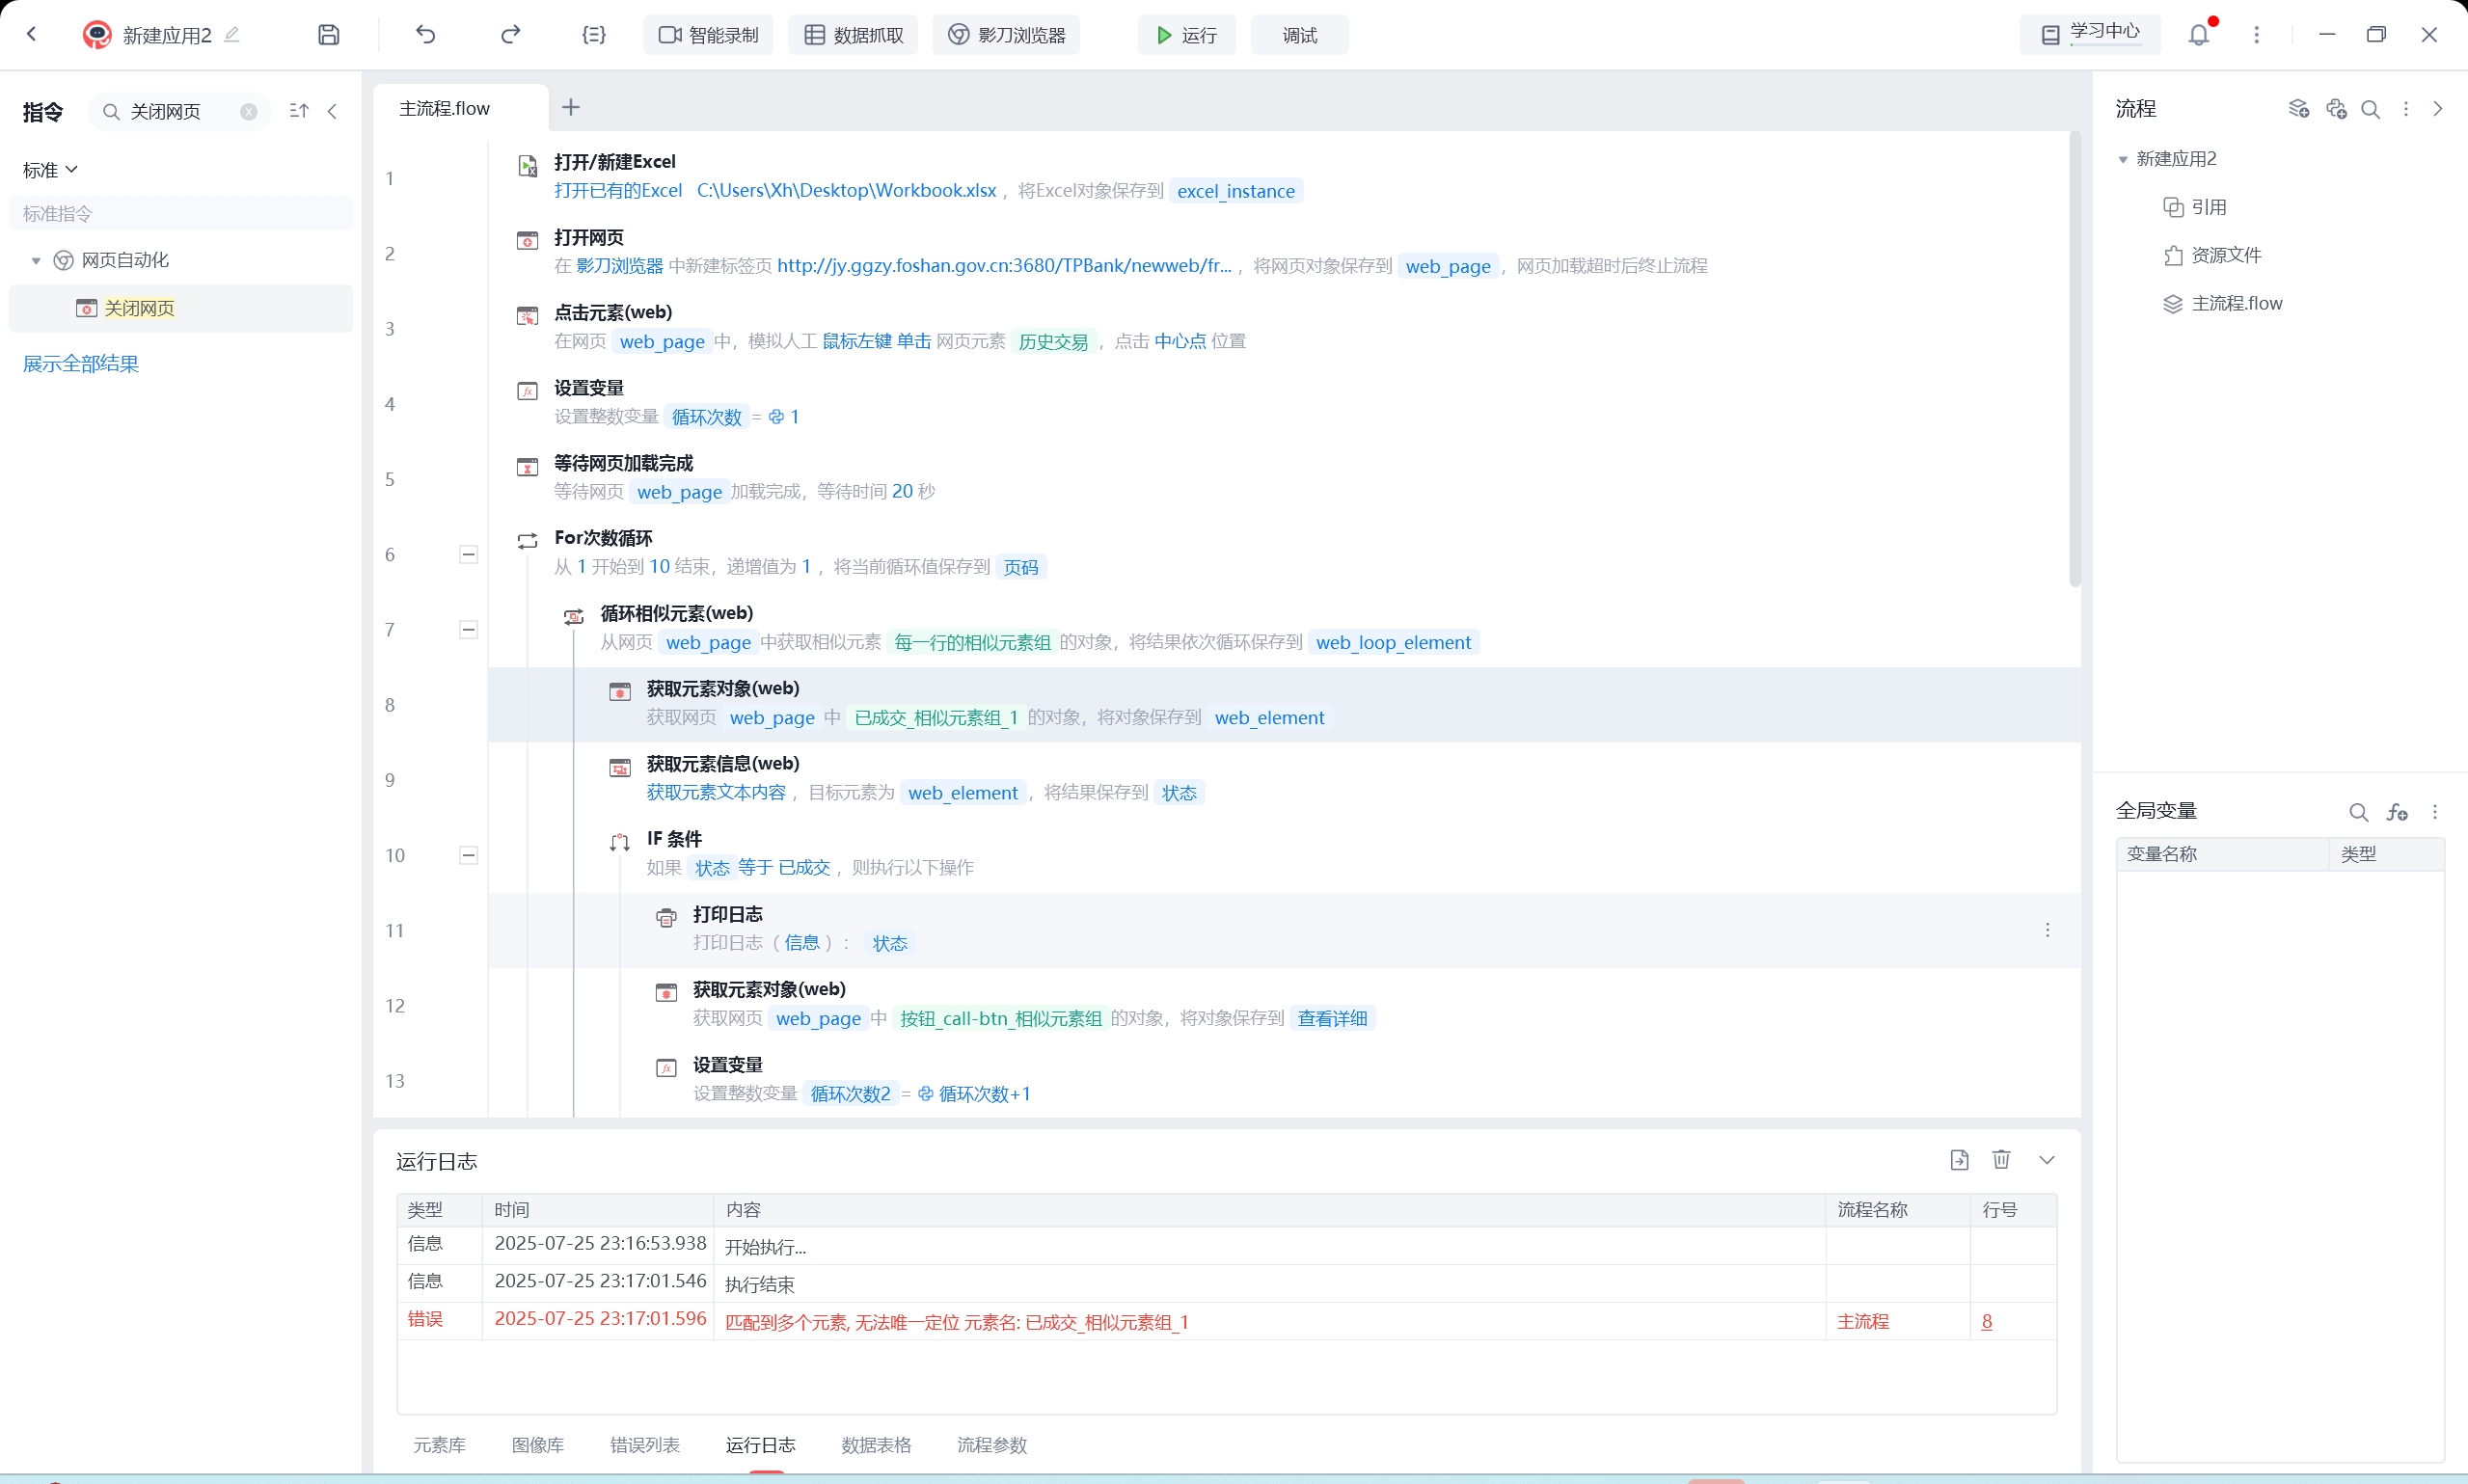 新建应用2
智能录制
数据抓取
影刀浏览器
运行
调试
学习中心
指令
关闭网页
标准
标准指令
网页自动化
关闭网页
展示全部结果
主流程.flow
1
打开/新建Excel
打开已有的Excel C:\Users\Xh\Desktop\Workbook.xlsx ，将Excel对象保存到 excel_instance
2
打开网页
在 影刀浏览器 中新建标签页 http://jy.ggzy.foshan.gov.cn:3680/TPBank/newweb/fr... ，将网页对象保存到 web_page ，网页加载超时后终止流程
3
点击元素(web)
在网页 web_page 中，模拟人工 鼠标左键 单击 网页元素 历史交易 ，点击 中心点 位置
4
设置变量
设置整数变量 循环次数 = 1
5
等待网页加载完成
等待网页 web_page 加载完成，等待时间 20 秒
6
For次数循环
从 1 开始到 10 结束，递增值为 1 ，将当前循环值保存到 页码
7
循环相似元素(web)
从网页 web_page 中获取相似元素 每一行的相似元素组 的对象，将结果依次循环保存到 web_loop_element
8
获取元素对象(web)
获取网页 web_page 中 已成交_相似元素组_1 的对象，将对象保存到 web_element
9
获取元素信息(web)
获取元素文本内容 ，目标元素为 web_element ，将结果保存到 状态
10
IF 条件
如果 状态 等于 已成交 ，则执行以下操作
11
打印日志
打印日志（ 信息 ）： 状态
12
获取元素对象(web)
获取网页 web_page 中 按钮_call-btn_相似元素组 的对象，将对象保存到 查看详细
13
设置变量
设置整数变量 循环次数2 = 循环次数+1
流程
新建应用2
引用
资源文件
主流程.flow
全局变量
变量名称 类型
运行日志
类型 时间 内容 流程名称 行号
信息 2025-07-25 23:16:53.938 开始执行...
信息 2025-07-25 23:17:01.546 执行结束
错误 2025-07-25 23:17:01.596 匹配到多个元素, 无法唯一定位 元素名: 已成交_相似元素组_1 主流程 8
元素库 图像库 错误列表 运行日志 数据表格 流程参数